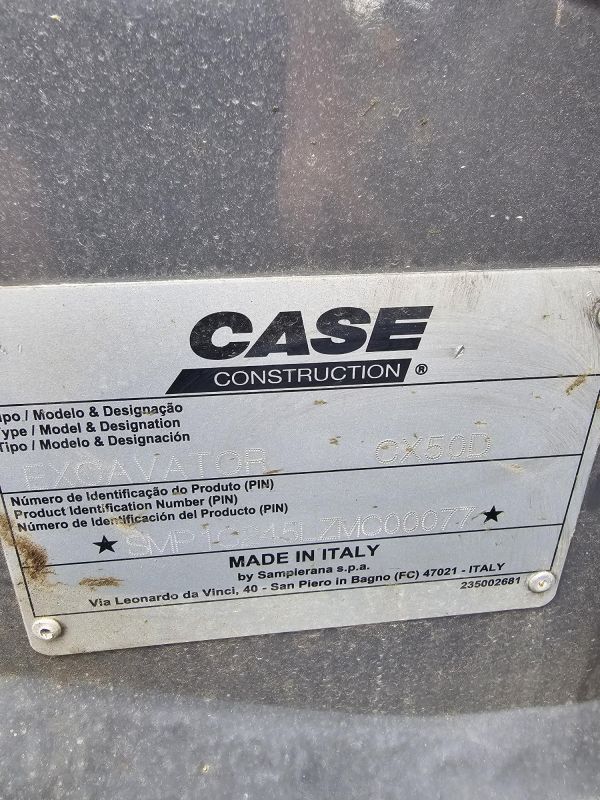 CASE
CONSTRUCTION ®
ipo / Modelo & Designação
Type / Model & Designation
Tipo / Modelo & Designación
EXCAVATOR CX50D
Número de Identificação do Produto (PIN)
Product Identification Number (PIN)
Número de Identificación del Producto (PIN)
MADE IN ITALY
by Sampierana s.p.a.
Via Leonardo da Vinci, 40 - San Piero in Bagno (FC) 47021 - ITALY
235002681